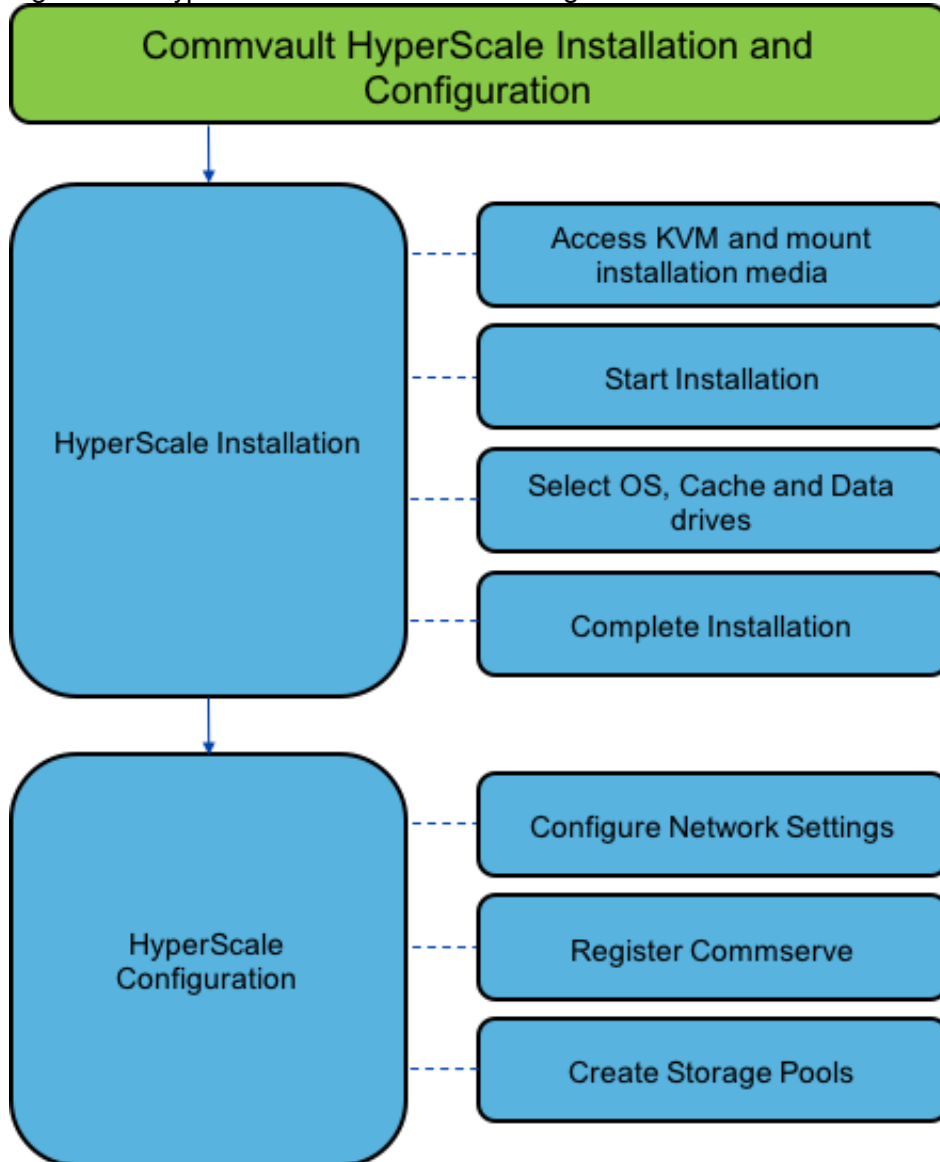 Commvault HyperScale Installation and
Configuration
HyperScale Installation
Access KVM and mount
installation media
Start Installation
Select OS, Cache and Data
drives
Complete Installation
HyperScale
Configuration
Configure Network Settings
Register Commserve
Create Storage Pools